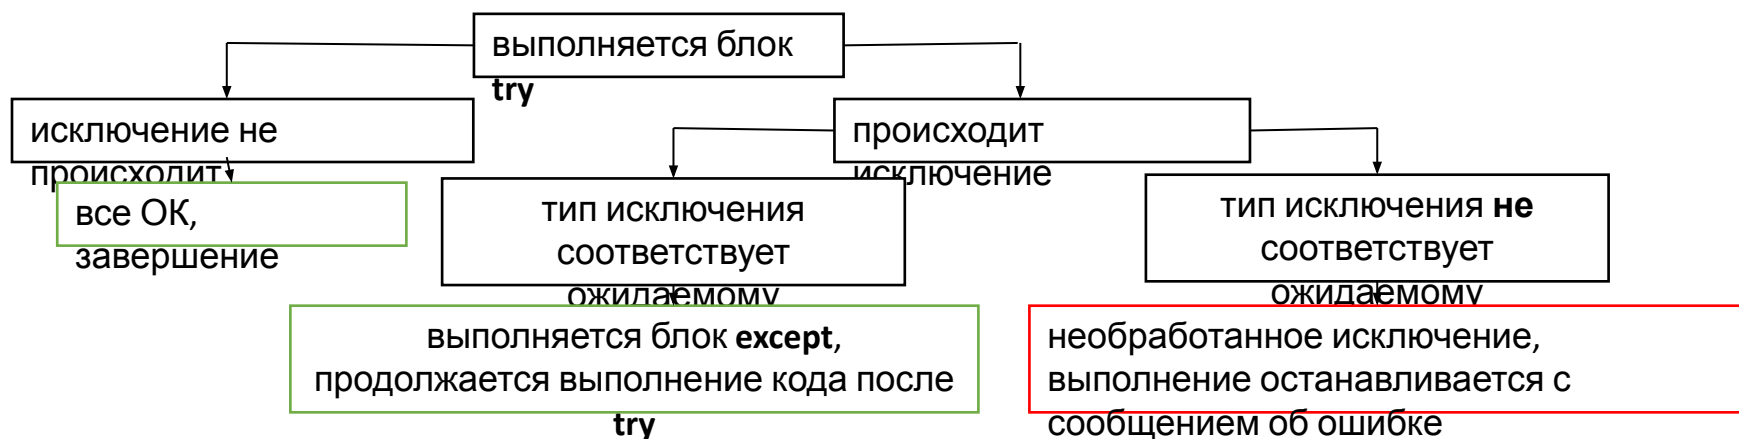 выполняется блок
try
исключение не
происходит
происходит
исключение
все ОК,
завершение
тип исключения
соответствует
ожидаемому
тип исключения не
соответствует
ожидаемому
выполняется блок except,
продолжается выполнение кода после
try
необработанное исключение,
выполнение останавливается с
сообщением об ошибке